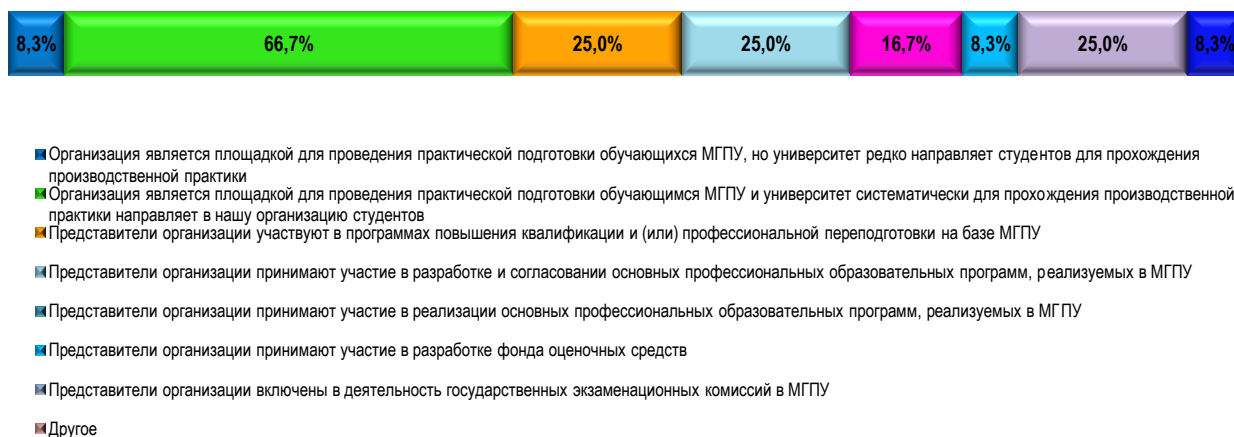 8,3% 66,7% 25,0% 25,0% 16,7% 8,3% 25,0% 8,3%
Организация является площадкой для проведения практической подготовки обучающихся МГПУ, но университет редко направляет студентов для прохождения
производственной практики
Организация является площадкой для проведения практической подготовки обучающимся МГПУ и университет систематически для прохождения производственной
практики направляет в нашу организацию студентов
Представители организации участвуют в программах повышения квалификации и (или) профессиональной переподготовки на базе МГПУ
Представители организации принимают участие в разработке и согласовании основных профессиональных образовательных программ, реализуемых в МГПУ
Представители организации принимают участие в реализации основных профессиональных образовательных программ, реализуемых в МГПУ
Представители организации принимают участие в разработке фонда оценочных средств
Представители организации включены в деятельность государственных экзаменационных комиссий в МГПУ
Другое